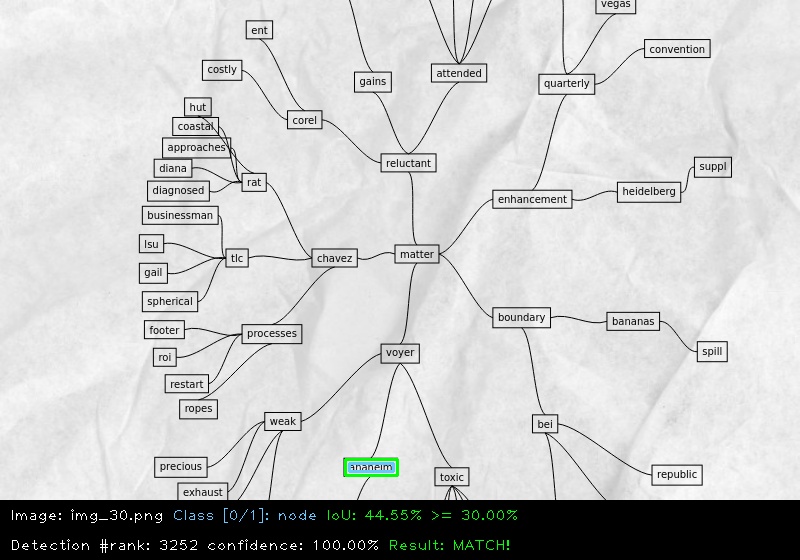 vegas
ent
convention
costly
gains
attended
quarterly
hut
corel
coastal
approaches
reluctant
suppl
diana
rat
diagnosed
enhancement
heidelberg
businessman
lsu
tlc
chavez
matter
gail
spherical
footer
processes
boundary
bananas
roi
voyer
spill
restart
ropes
weak
bei
precious
anaheim
toxic
republic
exhaust
Image: img_30.png Class [0/1]: node IoU: 44.55% >= 30.00%
Detection #rank: 3252 confidence: 100.00% Result: MATCH!